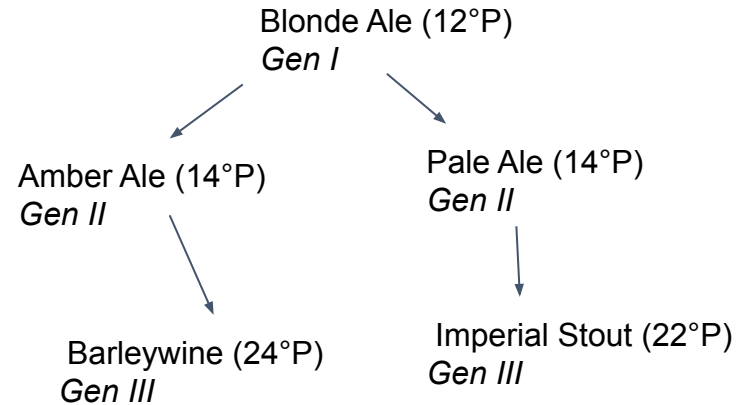 Blonde Ale (12°P)
Gen I
Amber Ale (14°P)
Gen II
Pale Ale (14°P)
Gen II
Barleywine (24°P)
Gen III
Imperial Stout (22°P)
Gen III